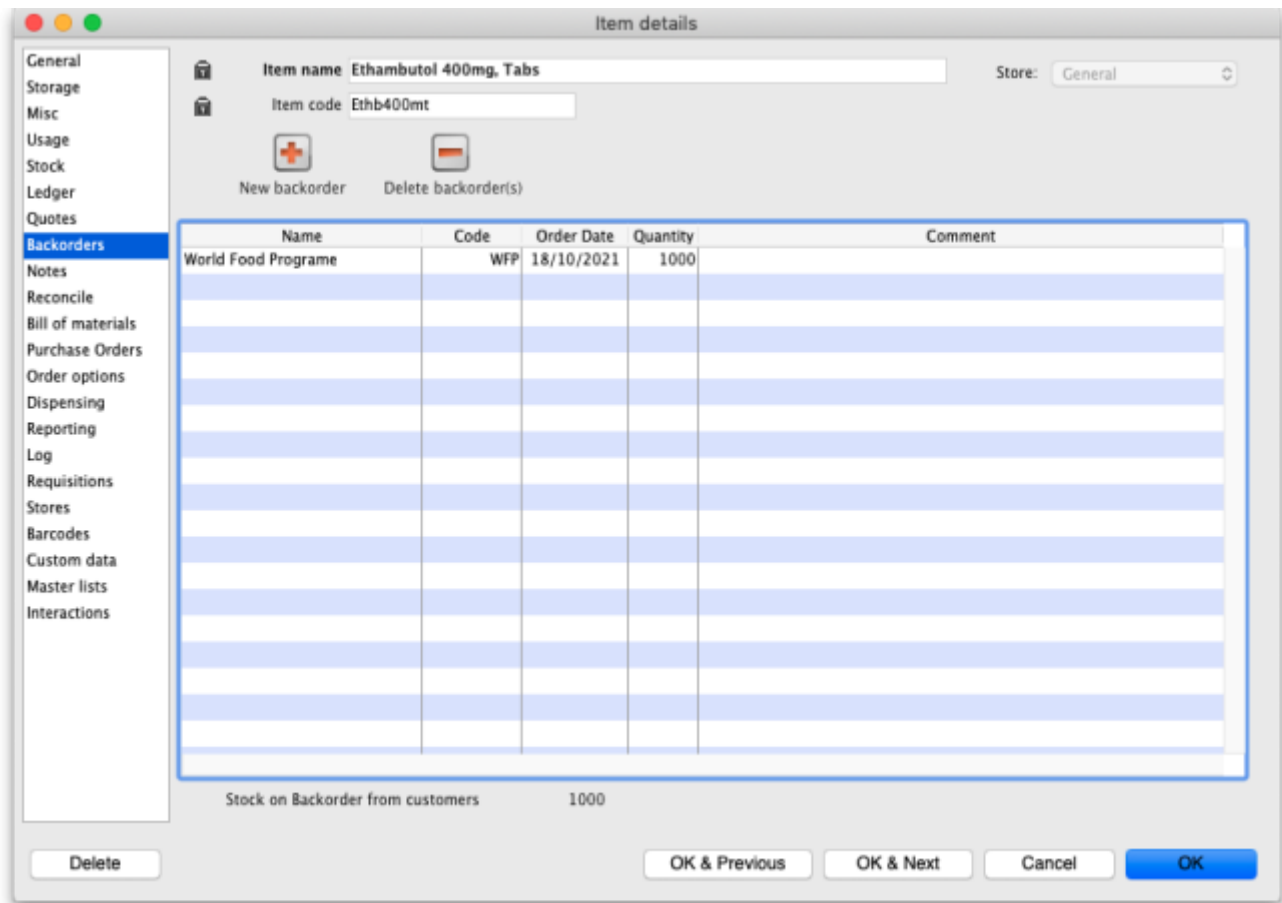 Item details
General
Storage
Misc
Usage
Stock
Ledger
Quotes
Backorders
Notes
Reconcile
Bill of materials
Purchase Orders
Order options
Dispensing
Reporting
Log
Requisitions
Stores
Barcodes
Custom data
Master lists
Interactions
Item name Ethambutol 400mg, Tabs
Store: General
Item code Ethb400mt
New backorder Delete backorder(s)
Name Code Order Date Quantity Comment
World Food Programe WFP 18/10/2021 1000
Stock on Backorder from customers 1000
Delete OK & Previous OK & Next Cancel OK